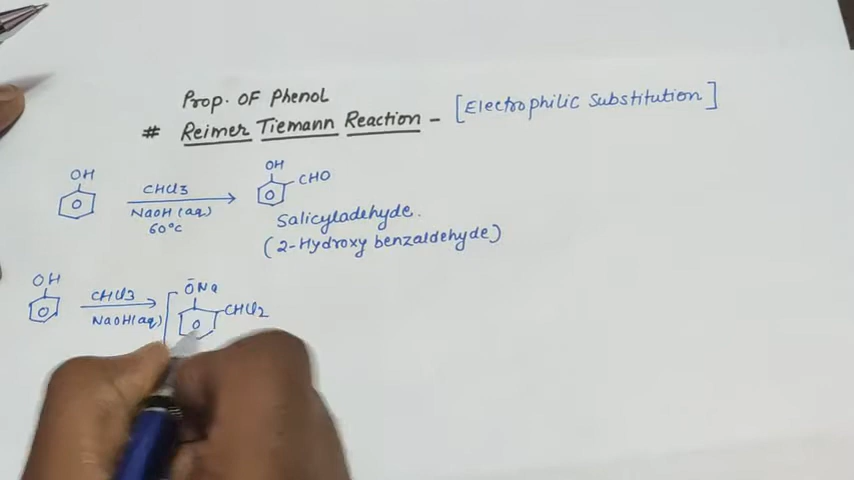 Prop. OF Phenol
# Reimer Tiemann Reaction - [Electrophilic Substitution]
OH
CHCl3
NaOH (aq.)
60°C
OH
CHO
Salicyladehyde.
(2-Hydroxy benzaldehyde)
OH
CHCl3
NaOH(aq)
ŌNa
CHCl2